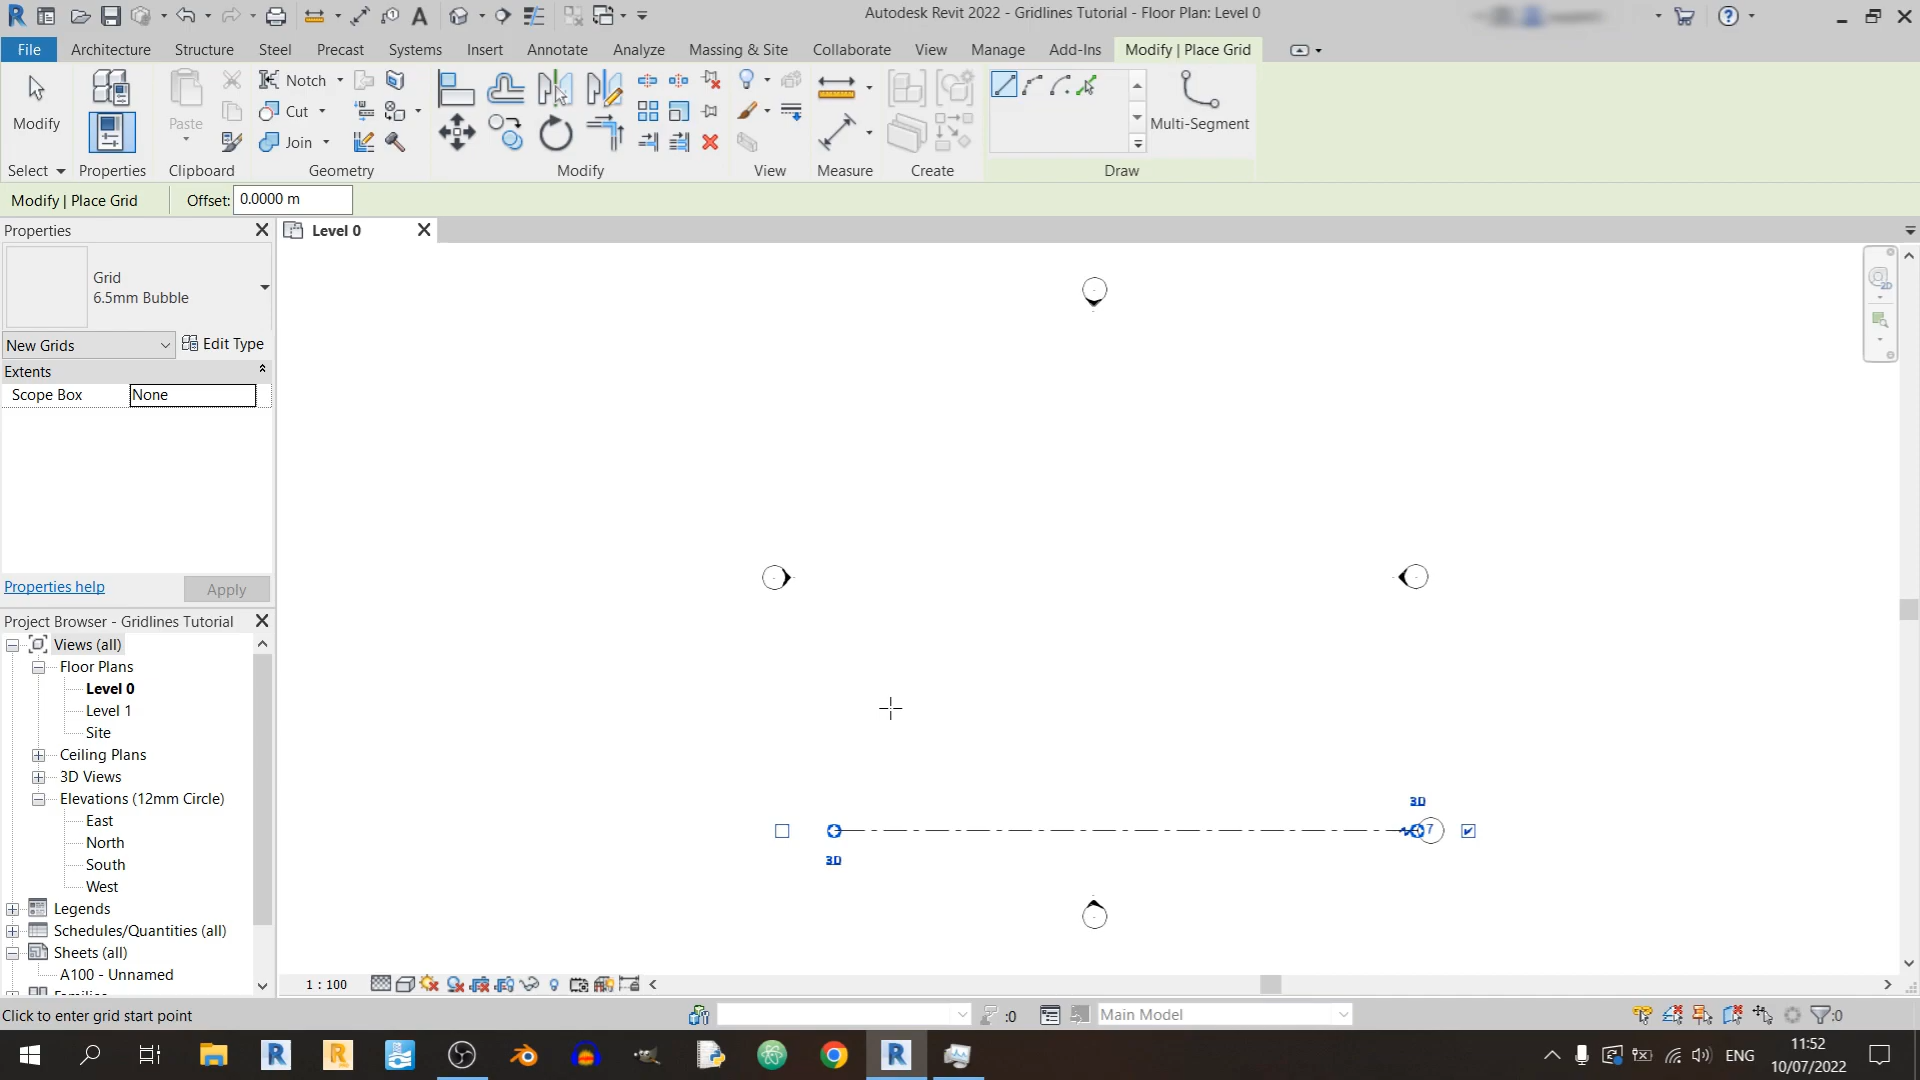 Autodesk Revit 2022 - Gridlines Tutorial - Floor Plan: Level 0
File Architecture Structure Steel Precast Systems Insert Annotate Analyze Massing & Site Collaborate View Manage Add-Ins Modify | Place Grid
Modify
Paste
Notch
Cut
Join
Multi-Segment
Select Properties Clipboard Geometry Modify View Measure Create Draw
Modify | Place Grid Offset: 0.0000 m
Properties
Level 0
Grid
6.5mm Bubble
New Grids Edit Type
Extents
Scope Box None
Properties help Apply
Project Browser - Gridlines Tutorial
Views (all)
Floor Plans
Level 0
Level 1
Site
Ceiling Plans
3D Views
Elevations (12mm Circle)
East
North
South
West
Legends
Schedules/Quantities (all)
Sheets (all)
A100 - Unnamed
Families
3D
7
3D
1 : 100
Click to enter grid start point
:0
Main Model
:0
ENG
11:52
10/07/2022